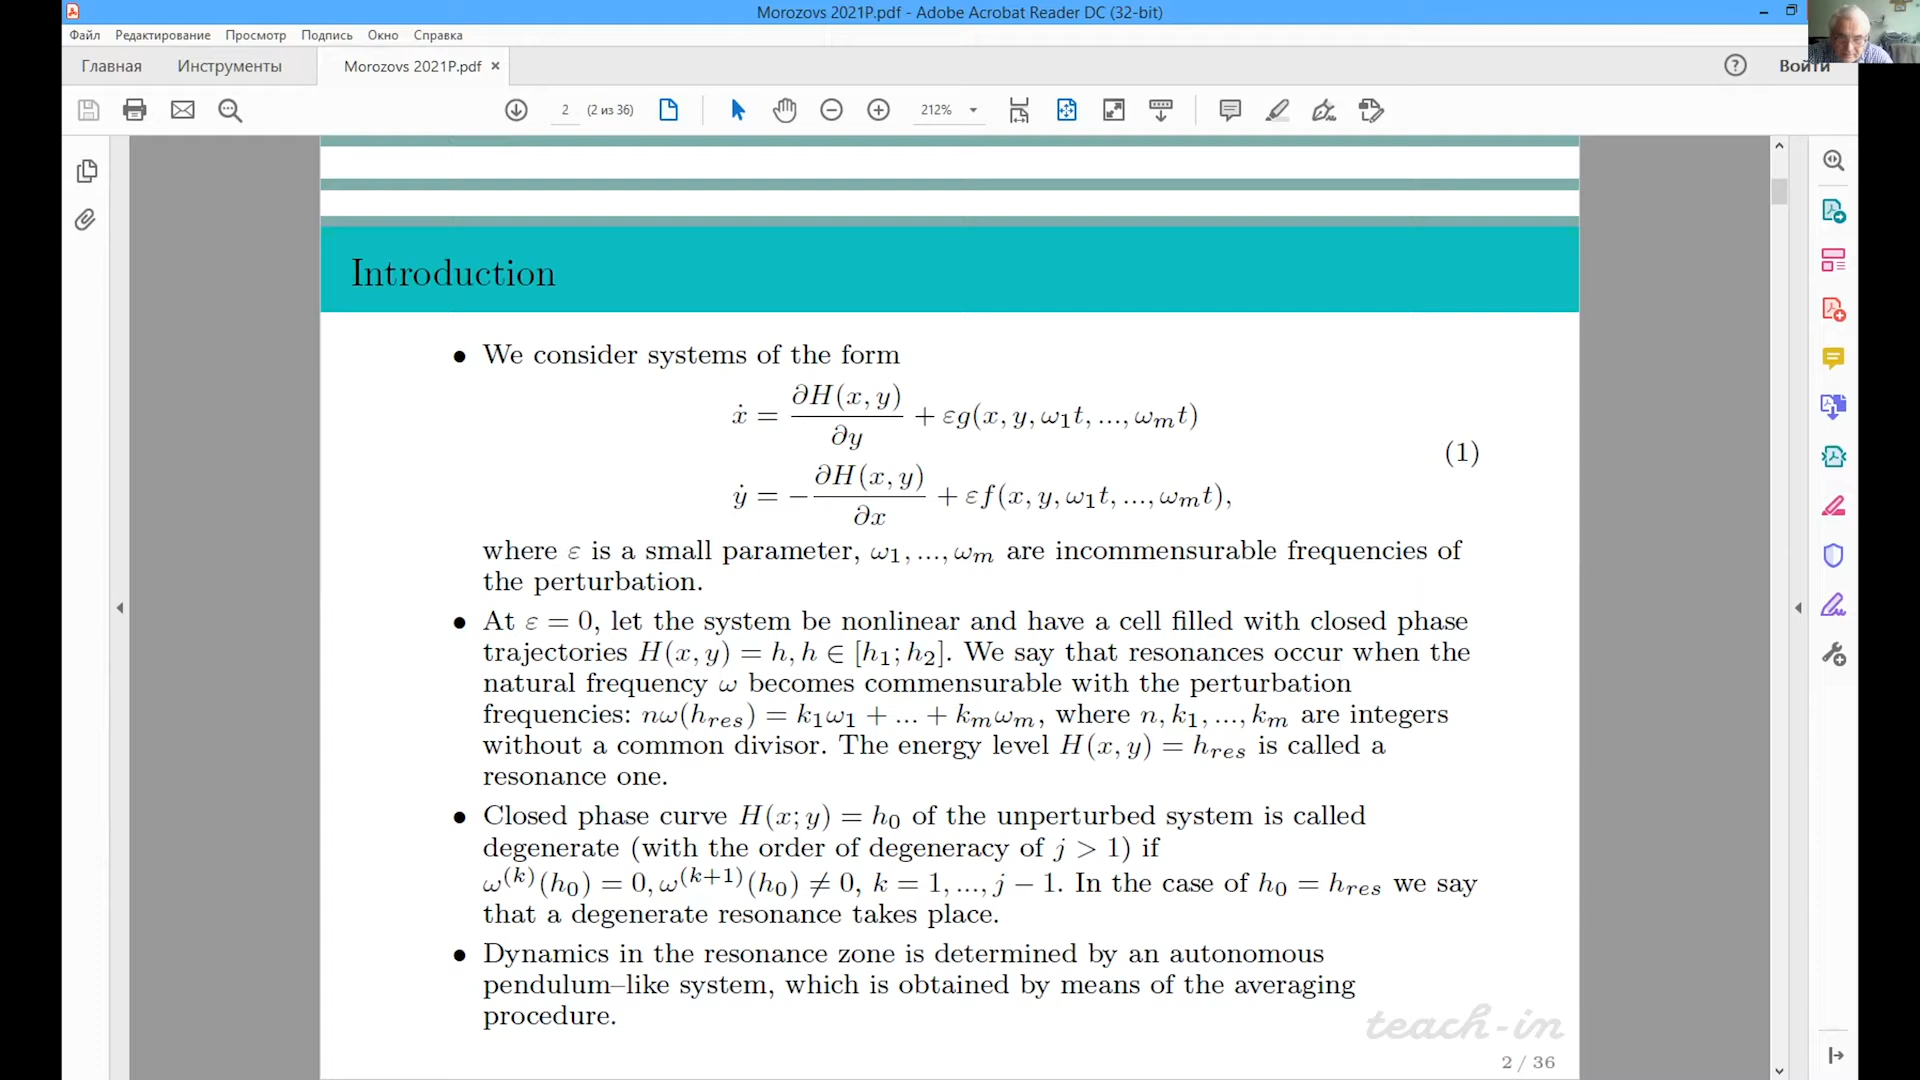 Morozovs 2021P.pdf - Adobe Acrobat Reader DC (32-bit)
Файл Редактирование Просмотр Подпись Окно Справка
Главная Инструменты Morozovs 2021P.pdf × Войти
2 (2 из 36) 212%
Introduction
• We consider systems of the form
ẋ = ∂H(x, y)/∂y + εg(x, y, ω₁t, ..., ωₘt)
(1)
ẏ = −∂H(x, y)/∂x + εf(x, y, ω₁t, ..., ωₘt),
where ε is a small parameter, ω₁, ..., ωₘ are incommensurable frequencies of
the perturbation.
• At ε = 0, let the system be nonlinear and have a cell filled with closed phase
trajectories H(x, y) = h, h ∈ [h₁; h₂]. We say that resonances occur when the
natural frequency ω becomes commensurable with the perturbation
frequencies: nω(h_res) = k₁ω₁ + ... + kₘωₘ, where n, k₁, ..., kₘ are integers
without a common divisor. The energy level H(x, y) = h_res is called a
resonance one.
• Closed phase curve H(x; y) = h₀ of the unperturbed system is called
degenerate (with the order of degeneracy of j > 1) if
ω⁽ᵏ⁾(h₀) = 0, ω⁽ᵏ⁺¹⁾(h₀) ≠ 0, k = 1, ..., j − 1. In the case of h₀ = h_res we say
that a degenerate resonance takes place.
• Dynamics in the resonance zone is determined by an autonomous
pendulum–like system, which is obtained by means of the averaging
procedure.
teach-in
2 / 36